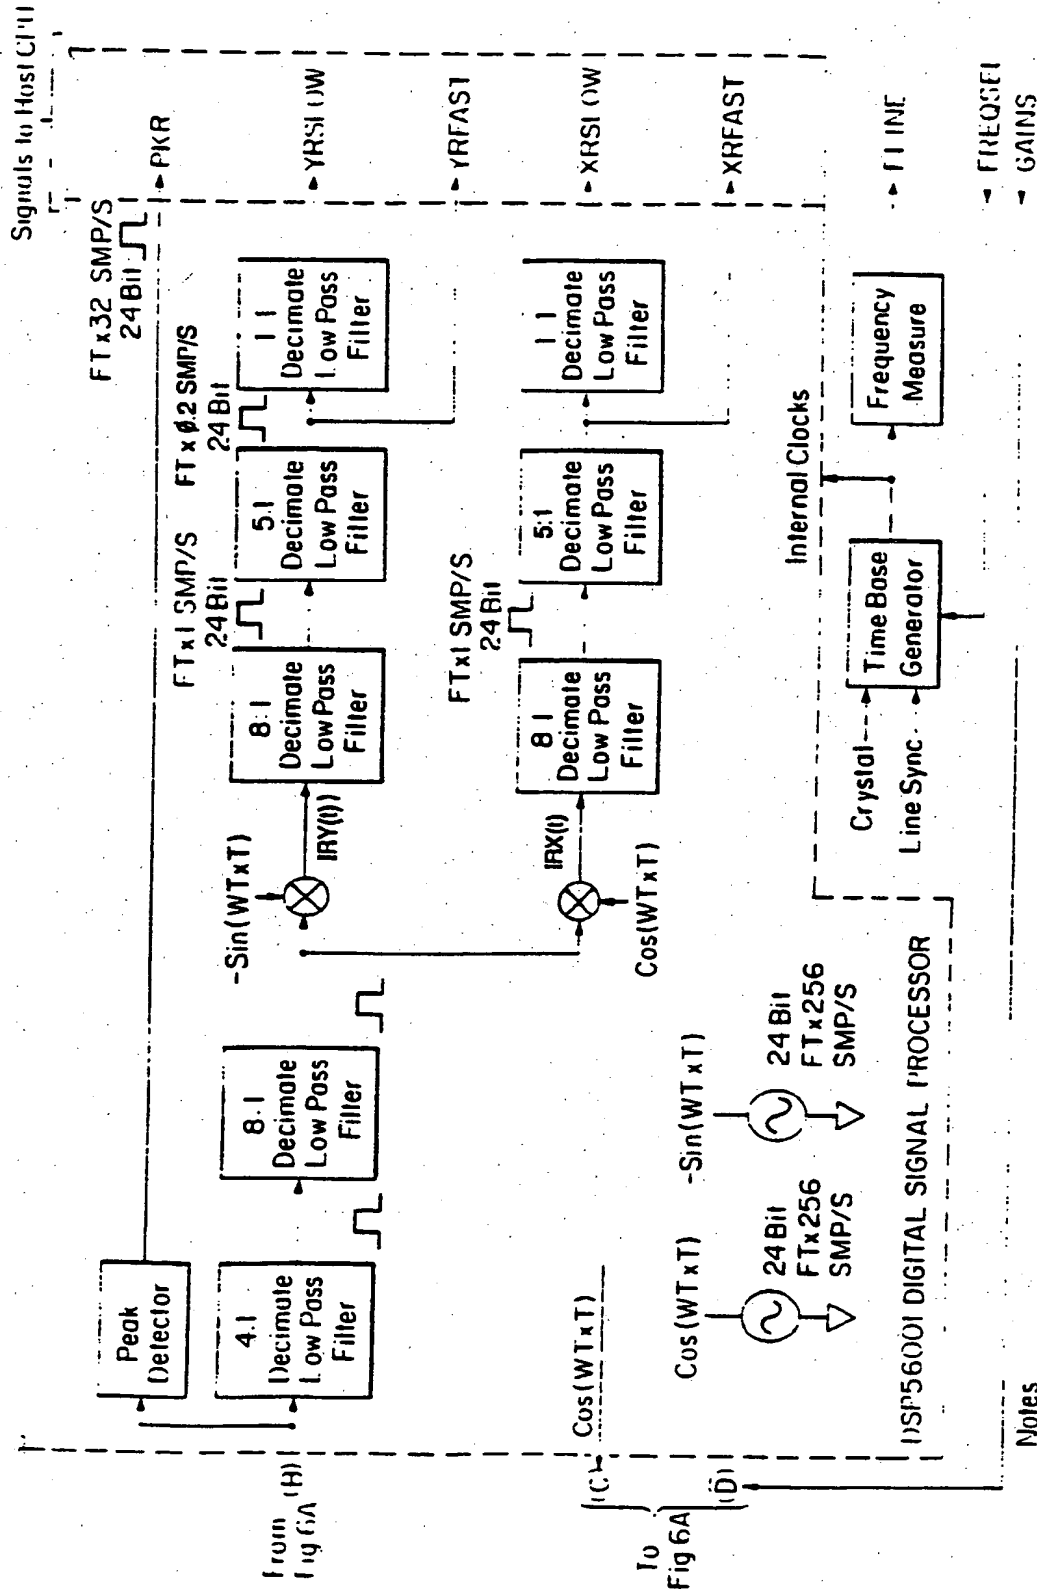 Signals to Host CPU
PKR
YRSLOW
YRFAST
XRSLOW
XRFAST
FLINE
FREQSEL
GAINS
FT x 32 SMP/S
24 Bit
Peak
Detector
From
Fig 6A
(H)
4:1
Decimate
Low Pass
Filter
8:1
Decimate
Low Pass
Filter
-Sin(WT x T)
IRY(t)
8:1
Decimate
Low Pass
Filter
FT x 1 SMP/S
24 Bit
5:1
Decimate
Low Pass
Filter
FT x 0.2 SMP/S
24 Bit
1 1
Decimate
Low Pass
Filter
Cos(WT x T)
IRX(t)
8 1
Decimate
Low Pass
Filter
FT x 1 SMP/S
24 Bit
5:1
Decimate
Low Pass
Filter
1 1
Decimate
Low Pass
Filter
To
Fig 6A
(C)
(D)
Cos(WT x T)
Cos(WT x T)
24 Bit
FT x 256
SMP/S
-Sin(WT x T)
24 Bit
FT x 256
SMP/S
DSP56001 DIGITAL SIGNAL PROCESSOR
Internal Clocks
Crystal
Line Sync
Time Base
Generator
Frequency
Measure
Notes